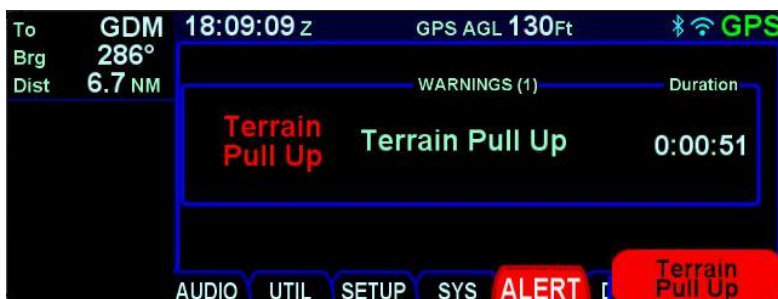 To GDM 18:09:09 Z GPS AGL 130Ft GPS
Brg 286°
Dist 6.7 NM
WARNINGS (1) Duration
Terrain
Pull Up
Terrain Pull Up
0:00:51
AUDIO UTIL SETUP SYS ALERT
Terrain
Pull Up